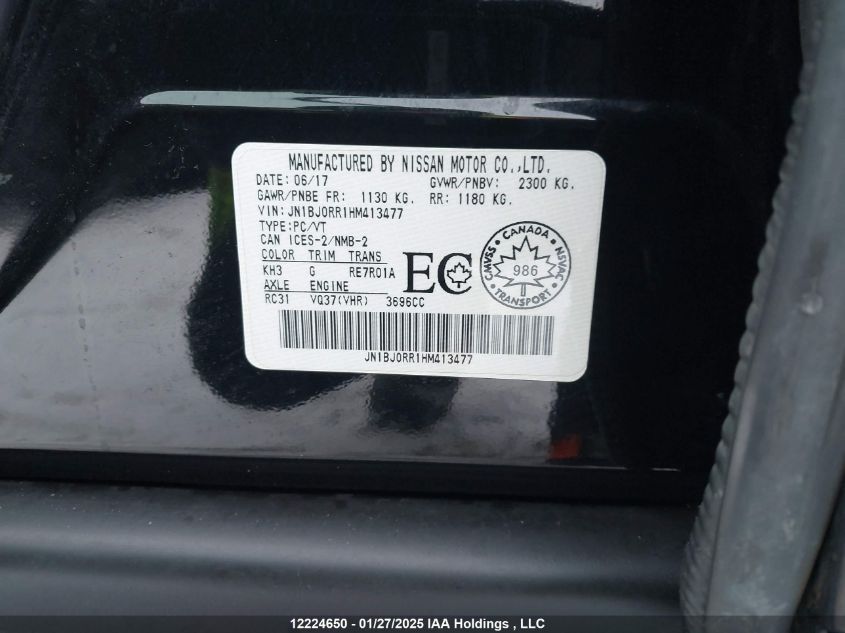 MANUFACTURED BY NISSAN MOTOR CO.,LTD.
DATE: 06/17 GVWR/PNBV: 2300 KG.
GAWR/PNBE FR: 1130 KG. RR: 1180 KG.
VIN: JN1BJ0RR1HM413477
TYPE:PC/VT
CAN ICES-2/NMB-2
COLOR TRIM TRANS
KH3 G RE7R01A
AXLE ENGINE
RC31 VQ37(VHR) 3696CC
EC
CANADA
CMVSS 986 NSVAC
TRANSPORT
JN1BJ0RR1HM413477
12224650 - 01/27/2025 IAA Holdings , LLC